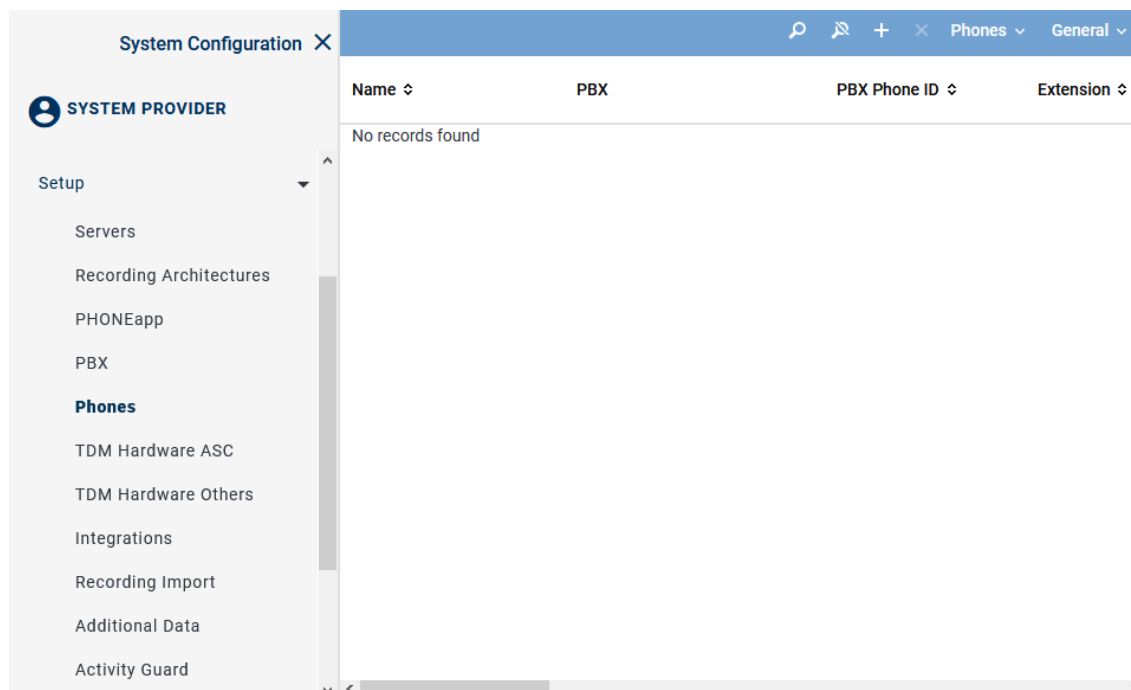 System Configuration
SYSTEM PROVIDER
Setup
Servers
Recording Architectures
PHONEapp
PBX
Phones
TDM Hardware ASC
TDM Hardware Others
Integrations
Recording Import
Additional Data
Activity Guard
Phones General
Name PBX PBX Phone ID Extension
No records found